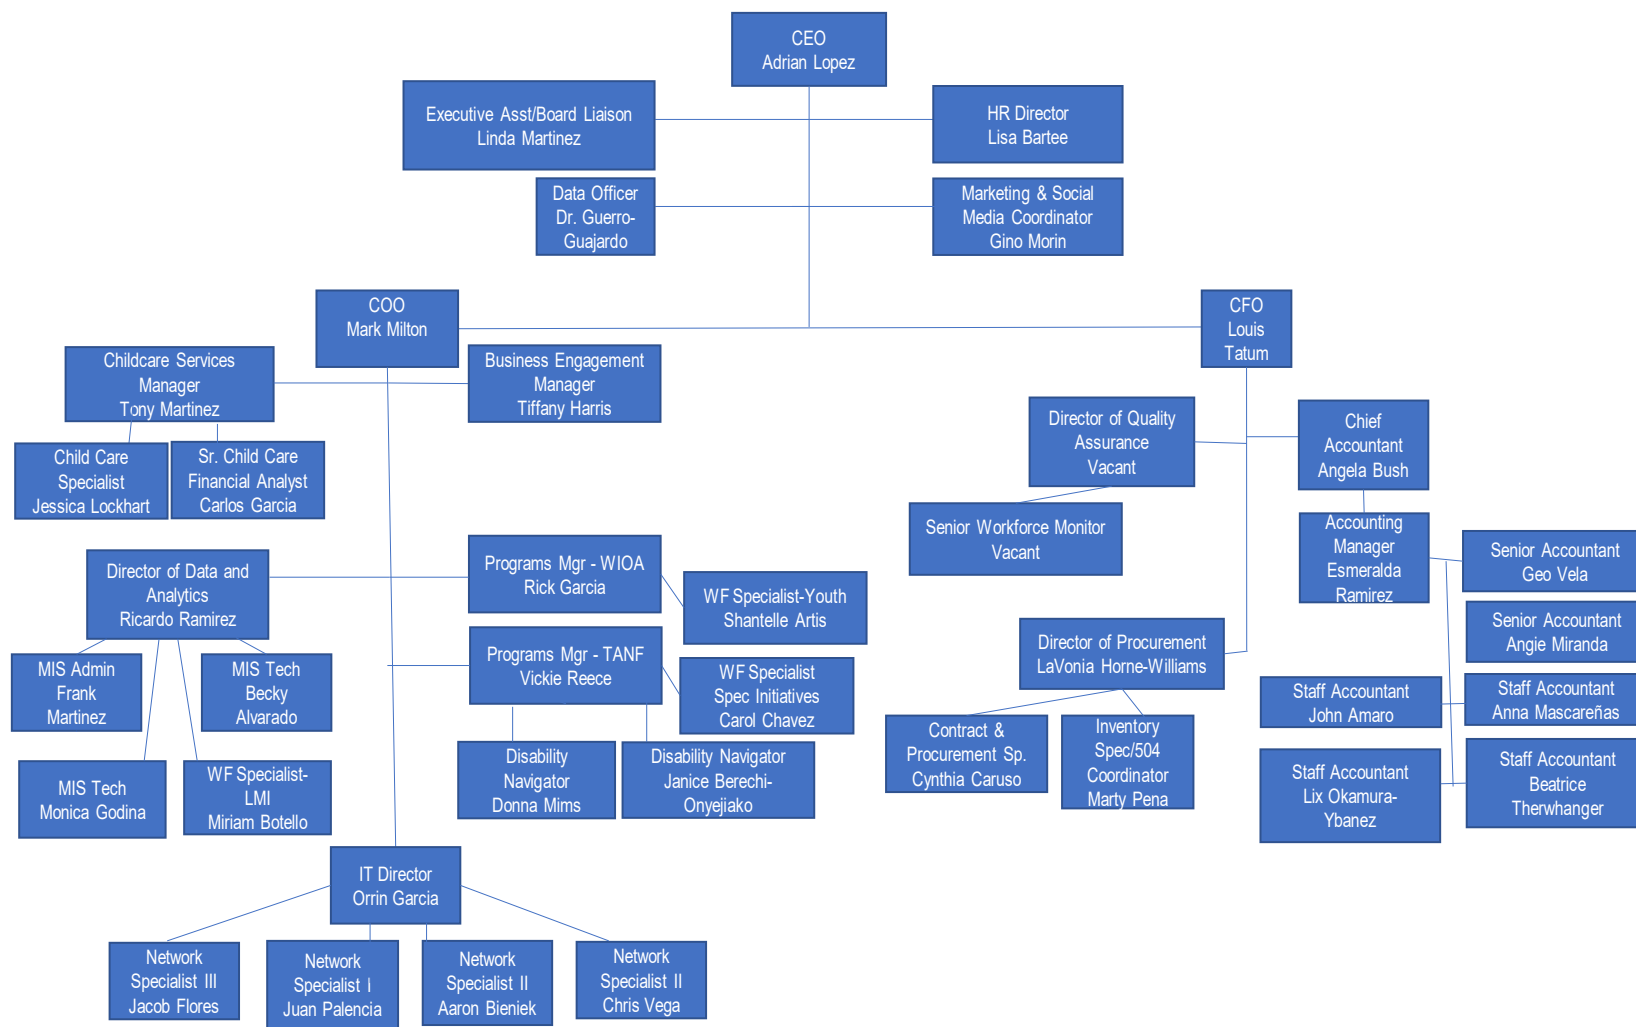 CEO
Adrian Lopez
Executive Asst/Board Liaison
Linda Martinez
HR Director
Lisa Bartee
Data Officer
Dr. Guerro-
Guajardo
Marketing & Social
Media Coordinator
Gino Morin
COO
Mark Milton
CFO
Louis
Tatum
Childcare Services
Manager
Tony Martinez
Business Engagement
Manager
Tiffany Harris
Child Care
Specialist
Jessica Lockhart
Sr. Child Care
Financial Analyst
Carlos Garcia
Director of Quality
Assurance
Vacant
Chief
Accountant
Angela Bush
Senior Workforce Monitor
Vacant
Accounting
Manager
Esmeralda
Ramirez
Senior Accountant
Geo Vela
Senior Accountant
Angie Miranda
Director of Data and
Analytics
Ricardo Ramirez
Programs Mgr - WIOA
Rick Garcia
WF Specialist-Youth
Shantelle Artis
Programs Mgr - TANF
Vickie Reece
WF Specialist
Spec Initiatives
Carol Chavez
Director of Procurement
LaVonia Horne-Williams
MIS Admin
Frank
Martinez
MIS Tech
Becky
Alvarado
Staff Accountant
John Amaro
Staff Accountant
Anna Mascareñas
MIS Tech
Monica Godina
WF Specialist-
LMI
Miriam Botello
Disability
Navigator
Donna Mims
Disability Navigator
Janice Berechi-
Onyejiako
Contract &
Procurement Sp.
Cynthia Caruso
Inventory
Spec/504
Coordinator
Marty Pena
Staff Accountant
Lix Okamura-
Ybanez
Staff Accountant
Beatrice
Therwhanger
IT Director
Orrin Garcia
Network
Specialist III
Jacob Flores
Network
Specialist I
Juan Palencia
Network
Specialist II
Aaron Bieniek
Network
Specialist II
Chris Vega